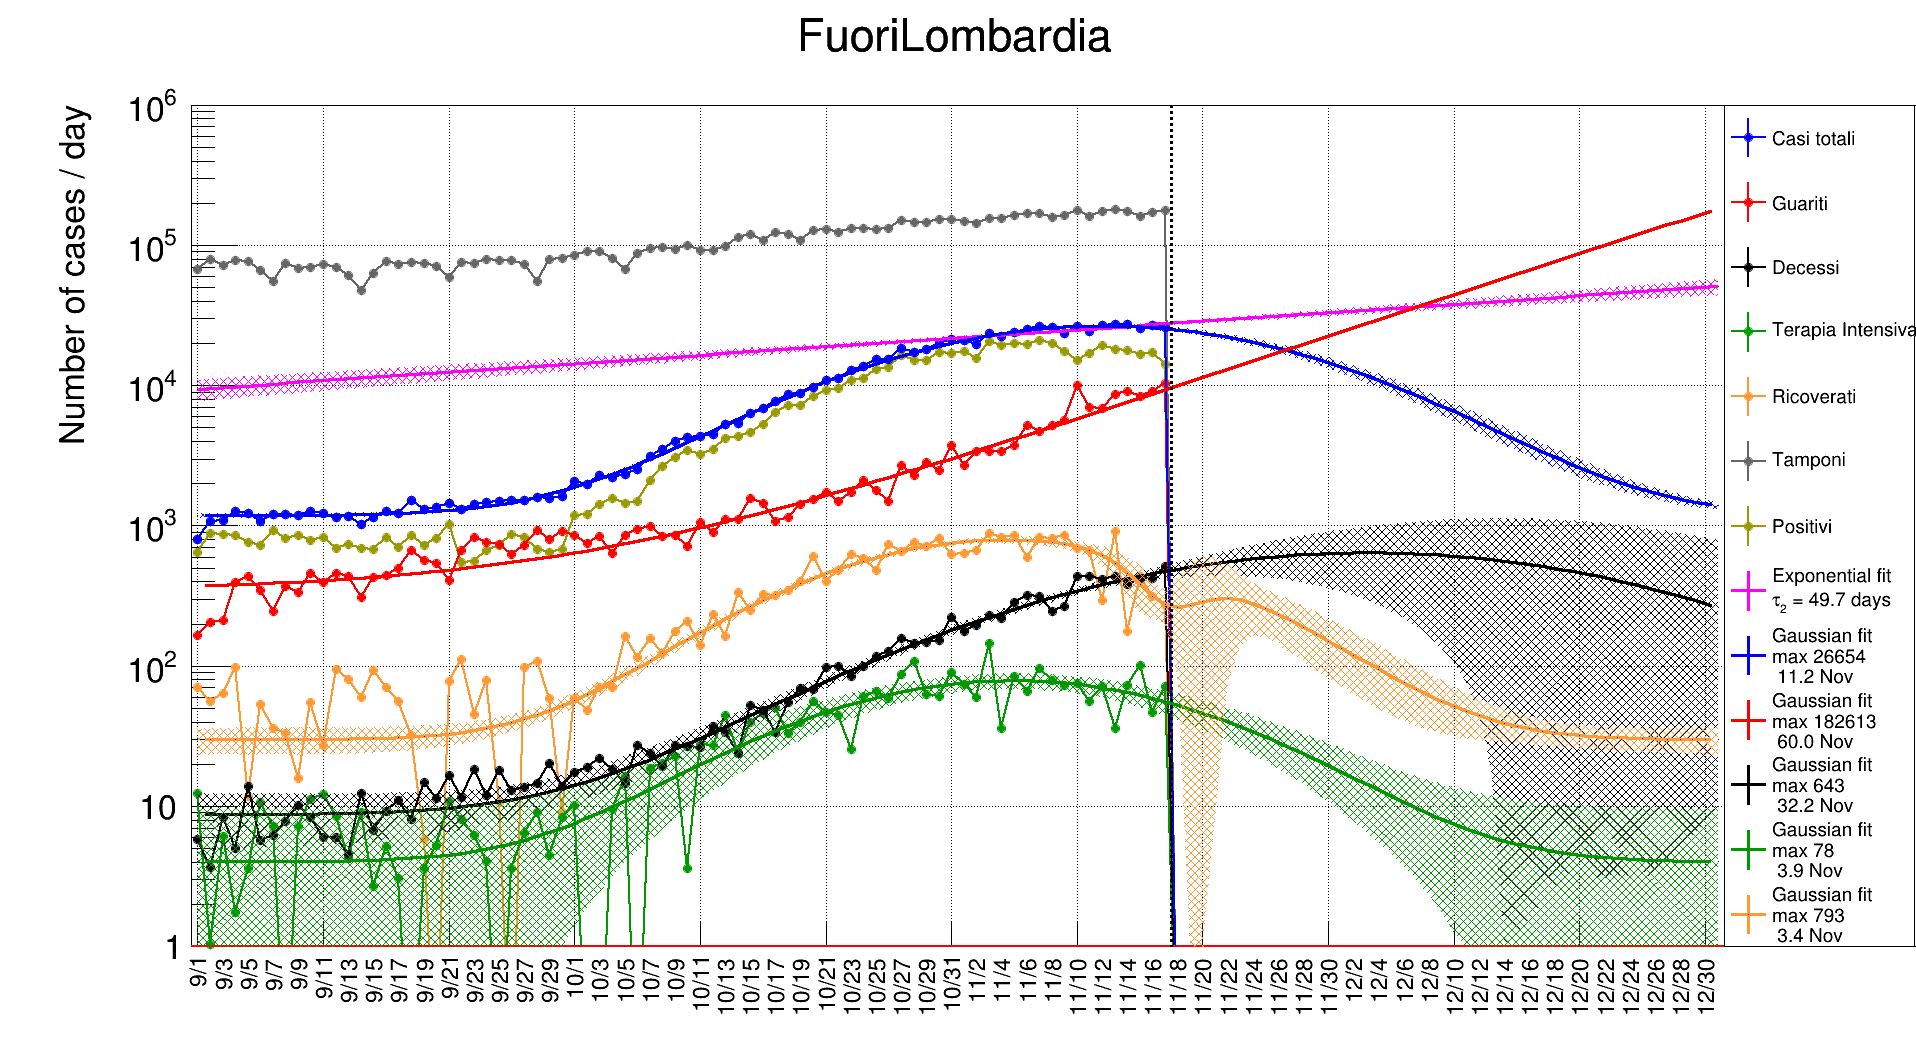 FuoriLombardia
Number of cases / day
10^6
10^5
10^4
10^3
10^2
10
1
9/1 9/3 9/5 9/7 9/9 9/11 9/13 9/15 9/17 9/19 9/21 9/23 9/25 9/27 9/29 10/1 10/3 10/5 10/7 10/9 10/11 10/13 10/15 10/17 10/19 10/21 10/23 10/25 10/27 10/29 10/31 11/2 11/4 11/6 11/8 11/10 11/12 11/14 11/16 11/18 11/20 11/22 11/24 11/26 11/28 11/30 12/2 12/4 12/6 12/8 12/10 12/12 12/14 12/16 12/18 12/20 12/22 12/24 12/26 12/28 12/30
Casi totali
Guariti
Decessi
Terapia Intensiva
Ricoverati
Tamponi
Positivi
Exponential fit
τ2 = 49.7 days
Gaussian fit
max 26654
11.2 Nov
Gaussian fit
max 182613
60.0 Nov
Gaussian fit
max 643
32.2 Nov
Gaussian fit
max 78
3.9 Nov
Gaussian fit
max 793
3.4 Nov